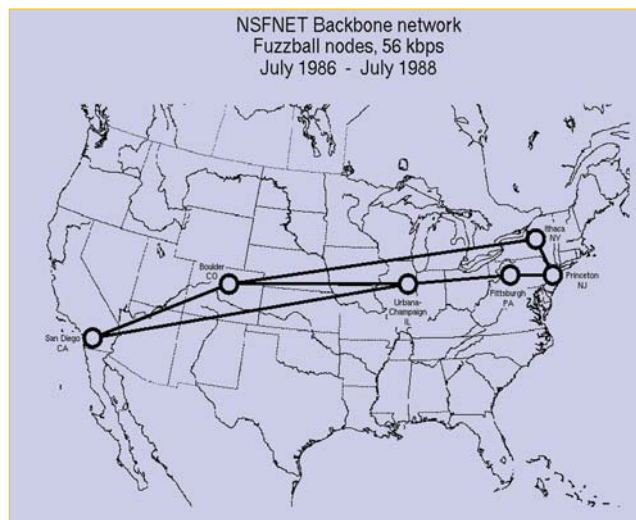 NSFNET Backbone network
Fuzzball nodes, 56 kbps
July 1986 - July 1988
Ithaca
NY
Boulder
CO
Urbana-
Champaign
IL
Pittsburgh
PA
Princeton
NJ
San Diego
CA